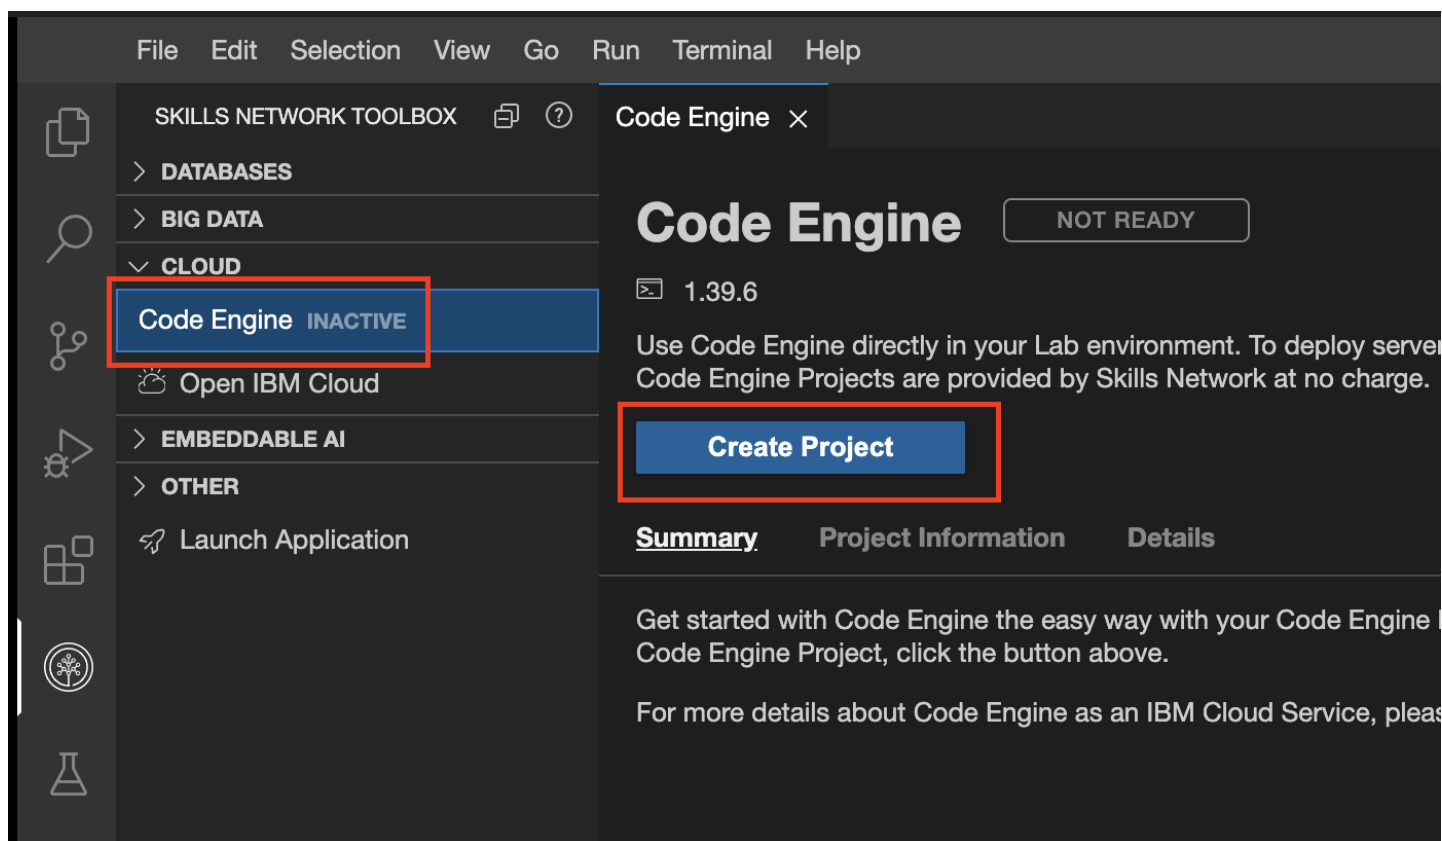 File Edit Selection View Go Run Terminal Help
SKILLS NETWORK TOOLBOX
DATABASES
BIG DATA
CLOUD
Code Engine INACTIVE
Open IBM Cloud
EMBEDDABLE AI
OTHER
Launch Application
Code Engine
Code Engine NOT READY
1.39.6
Use Code Engine directly in your Lab environment. To deploy
Code Engine Projects are provided by Skills Network at no charge.
Create Project
Summary Project Information Details
Get started with Code Engine the easy way with your Code Engine
Code Engine Project, click the button above.
For more details about Code Engine as an IBM Cloud Service,